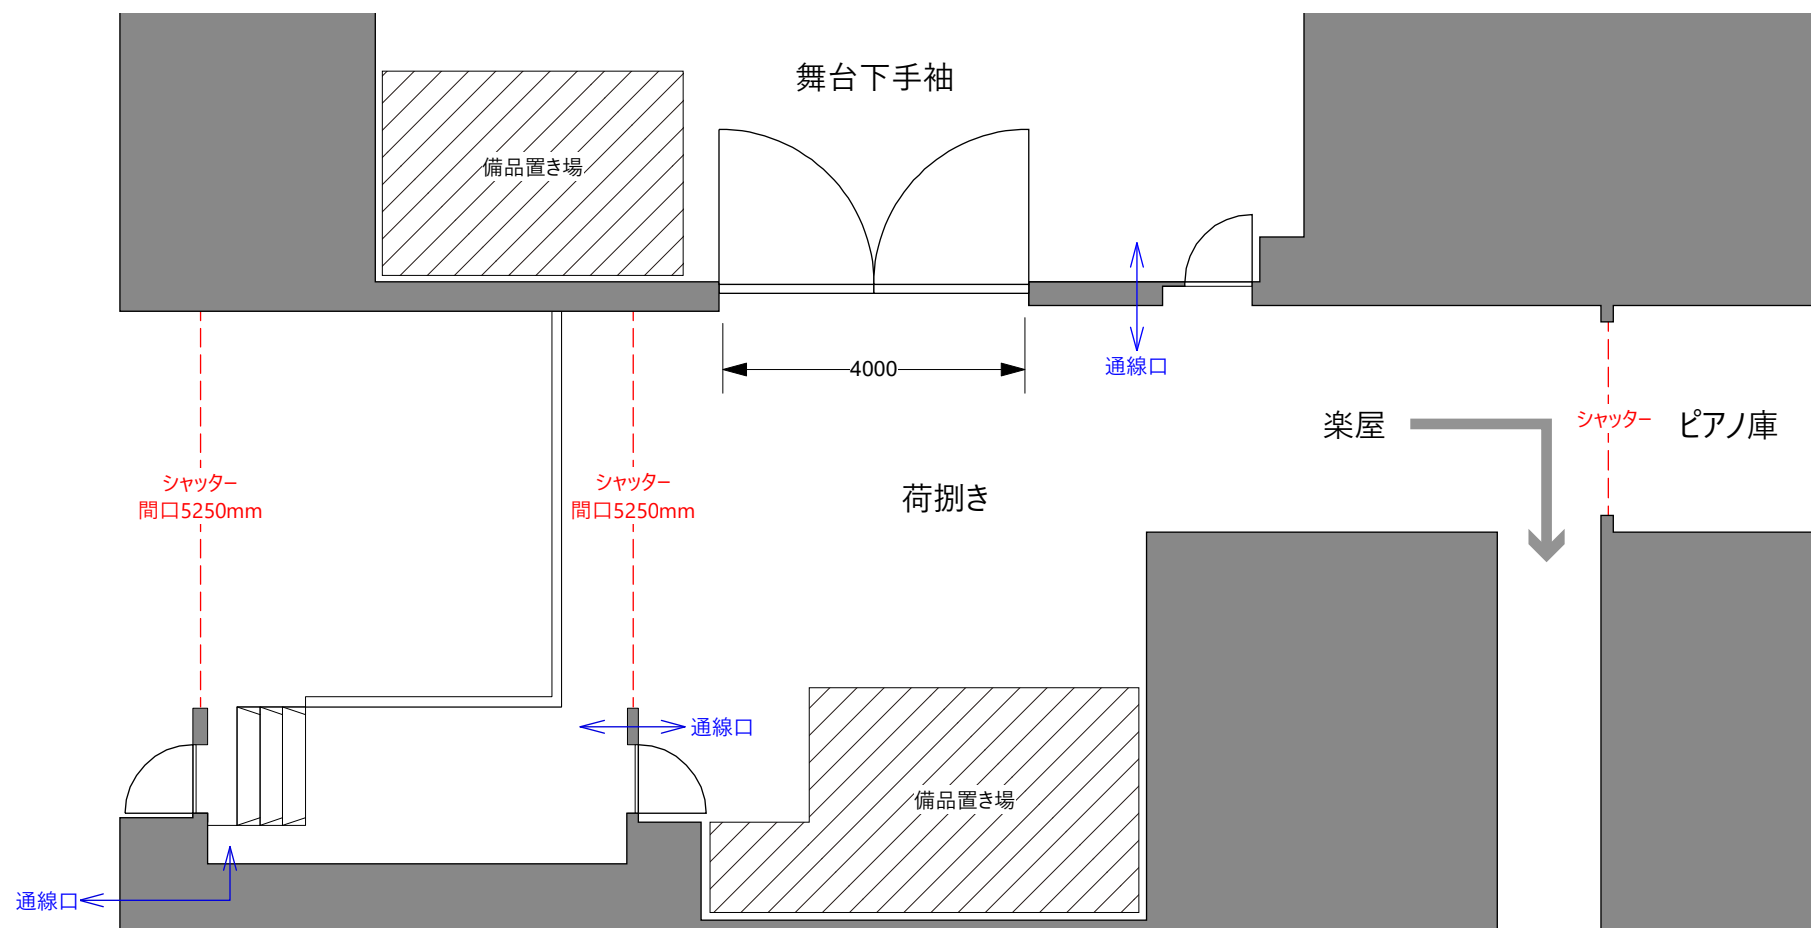 舞台下手袖
備品置き場
4000
通線口
楽屋
シャッター
ピアノ庫
シャッター
間口5250mm
シャッター
間口5250mm
荷捌き
通線口
備品置き場
通線口